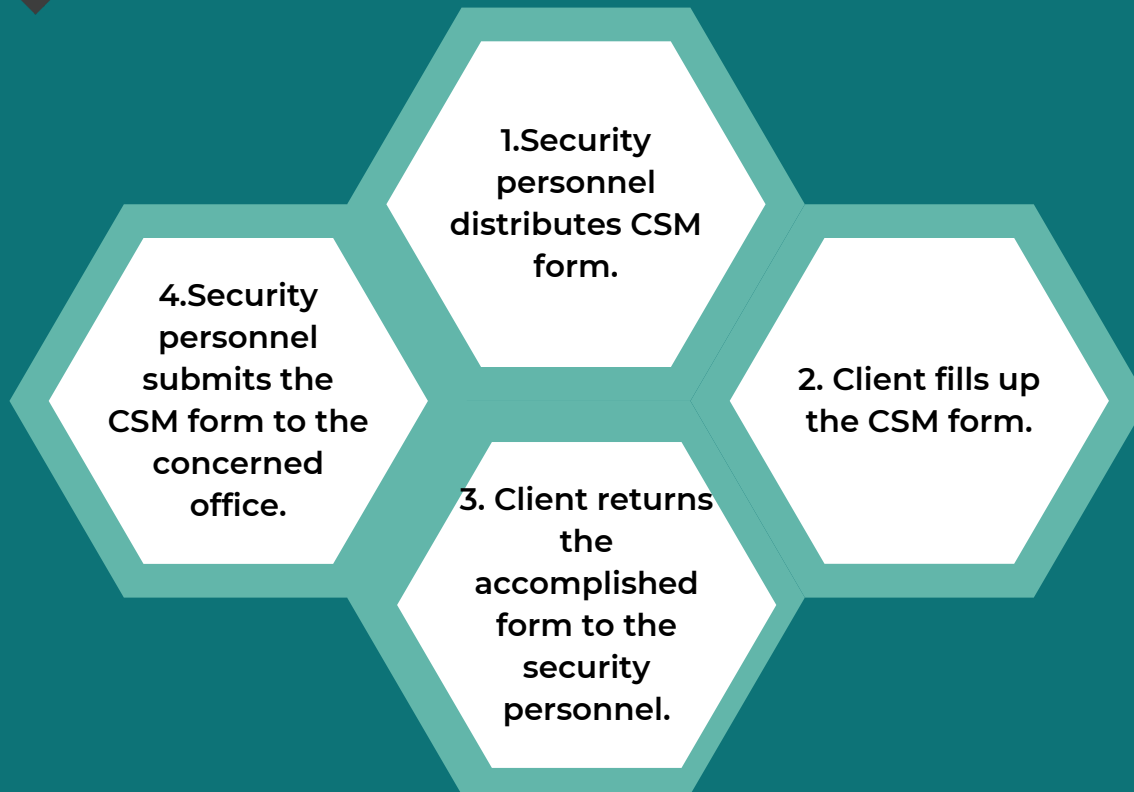 1.Security
personnel
distributes CSM
form.
2. Client fills up
the CSM form.
3. Client returns
the
accomplished
form to the
security
personnel.
4.Security
personnel
submits the
CSM form to the
concerned
office.